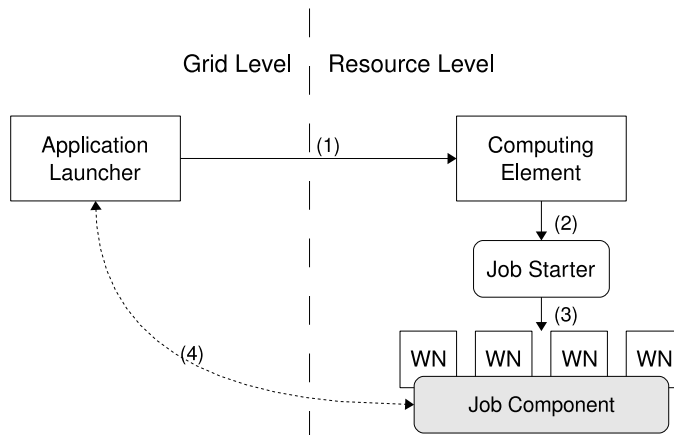 Grid Level
Resource Level
Application
Launcher
(1)
Computing
Element
(2)
Job Starter
(3)
WN
WN
WN
WN
(4)
Job Component